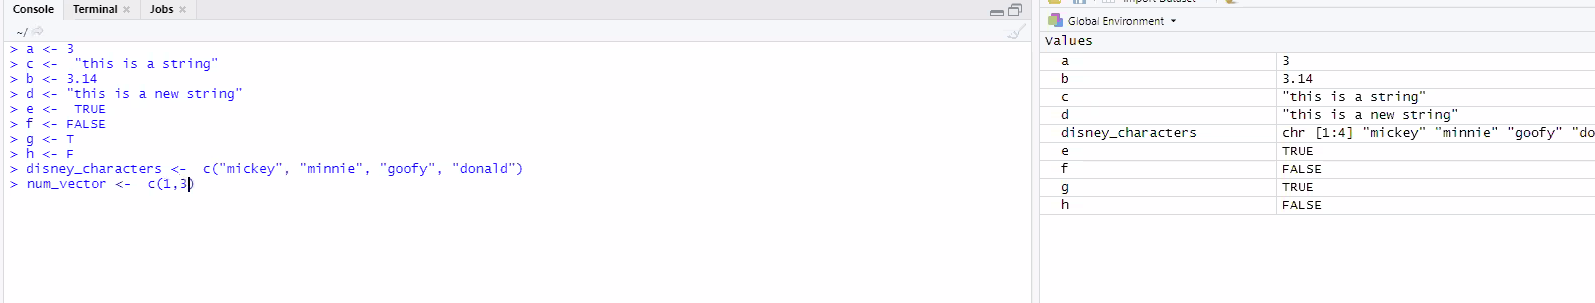 Console Terminal Jobs
~/
> a <- 3
> c <-  "this is a string"
> b <- 3.14
> d <- "this is a new string"
> e <-  TRUE
> f <- FALSE
> g <- T
> h <- F
> disney_characters <-  c("mickey", "minnie", "goofy", "donald")
> num_vector <-  c(1,3)
Import Dataset
Global Environment
Values
a 3
b 3.14
c "this is a string"
d "this is a new string"
disney_characters chr [1:4] "mickey" "minnie" "goofy" "do
e TRUE
f FALSE
g TRUE
h FALSE